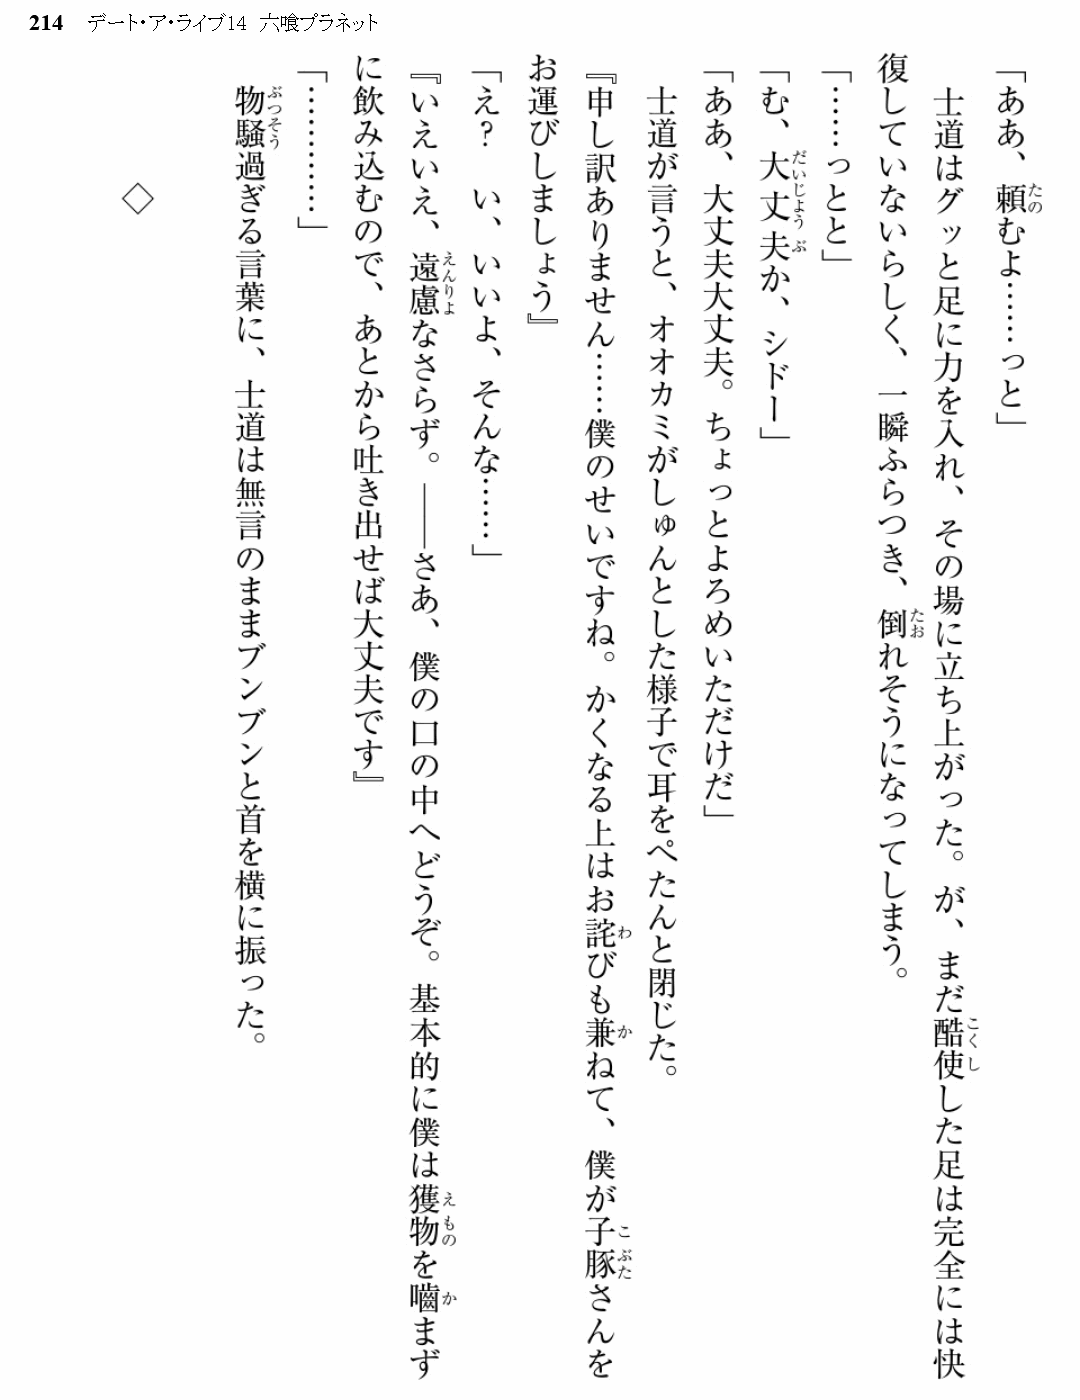 214　デート・ア・ライブ14　六喰プラネット
「ああ、頼むよ……っと」
　士道はグッと足に力を入れ、その場に立ち上がった。が、まだ酷使した足は完全には快
復していないらしく、一瞬ふらつき、倒れそうになってしまう。
「……っとと」
「む、大丈夫か、シドー」
「ああ、大丈夫大丈夫。ちょっとよろめいただけだ」
　士道が言うと、オオカミがしゅんとした様子で耳をぺたんと閉じた。
『申し訳ありません……僕のせいですね。かくなる上はお詫びも兼ねて、僕が子豚さんを
お運びしましょう』
「え？　い、いいよ、そんな……」
『いえいえ、遠慮なさらず。――さあ、僕の口の中へどうぞ。基本的に僕は獲物を嚙まず
に飲み込むので、あとから吐き出せば大丈夫です』
「…………」
　物騒過ぎる言葉に、士道は無言のままブンブンと首を横に振った。
◇